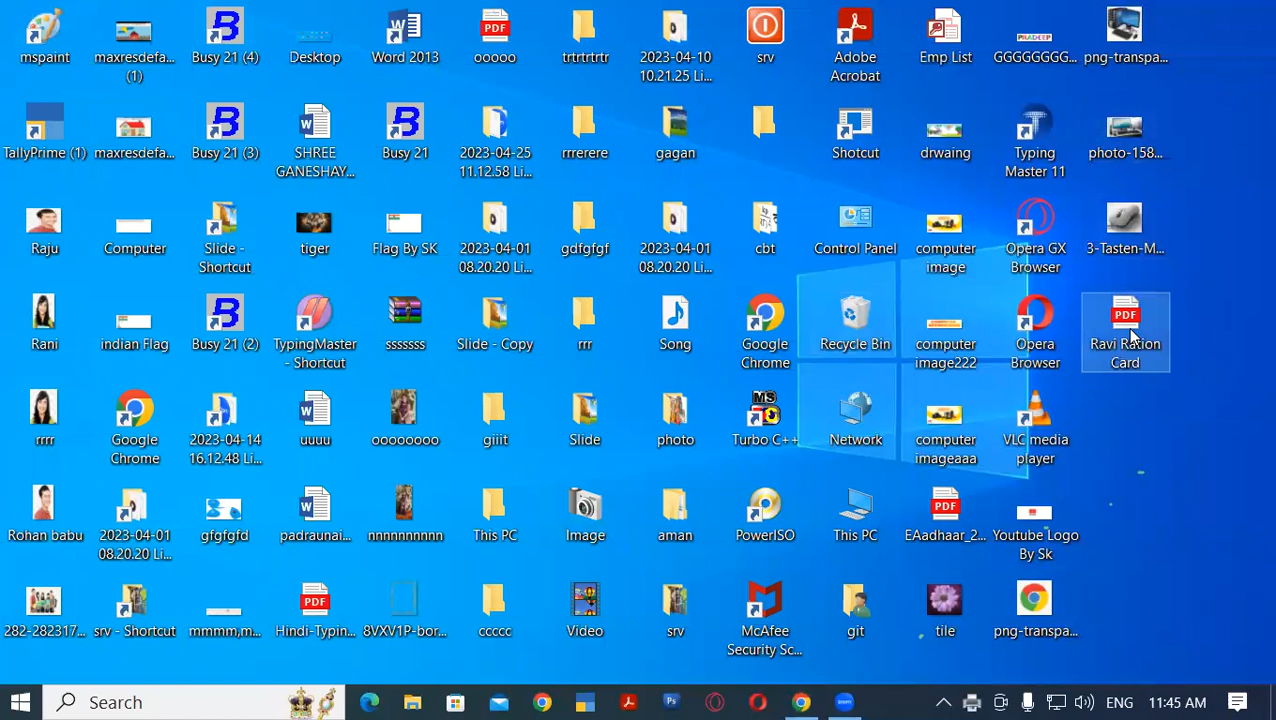 mspaint
maxresdefa...
(1)
Busy 21 (4)
Desktop
Word 2013
ooooo
trtrtrtrtr
2023-04-10
10.21.25 Li...
srv
Adobe
Acrobat
Emp List
GGGGGGGG...
png-transpa...
TallyPrime (1)
maxresdefa...
Busy 21 (3)
SHREE
GANESHAY...
Busy 21
2023-04-25
11.12.58 Li...
rrrerere
gagan
Shotcut
drwaing
Typing
Master 11
photo-158...
Raju
Computer
Slide -
Shortcut
tiger
Flag By SK
2023-04-01
08.20.20 Li...
gdfgfgf
2023-04-01
08.20.20 Li...
cbt
Control Panel
computer
image
Opera GX
Browser
3-Tasten-M...
Rani
indian Flag
Busy 21 (2)
TypingMaster
- Shortcut
sssssss
Slide - Copy
rrr
Song
Google
Chrome
Recycle Bin
computer
image222
Opera
Browser
Ravi Ration
Card
rrrr
Google
Chrome
2023-04-14
16.12.48 Li...
uuuu
oooooooo
giiit
Slide
photo
Turbo C++
Network
computer
imageaaa
VLC media
player
Rohan babu
2023-04-01
08.20.20 Li...
gfgfgfd
padraunai...
nnnnnnnnnn
This PC
Image
aman
PowerISO
This PC
EAadhaar_2...
Youtube Logo
By Sk
282-282317...
srv - Shortcut
mmmm,m...
Hindi-Typin...
8VXV1P-bor...
ccccc
Video
srv
McAfee
Security Sc...
git
tile
png-transpa...
Search
ENG
11:45 AM